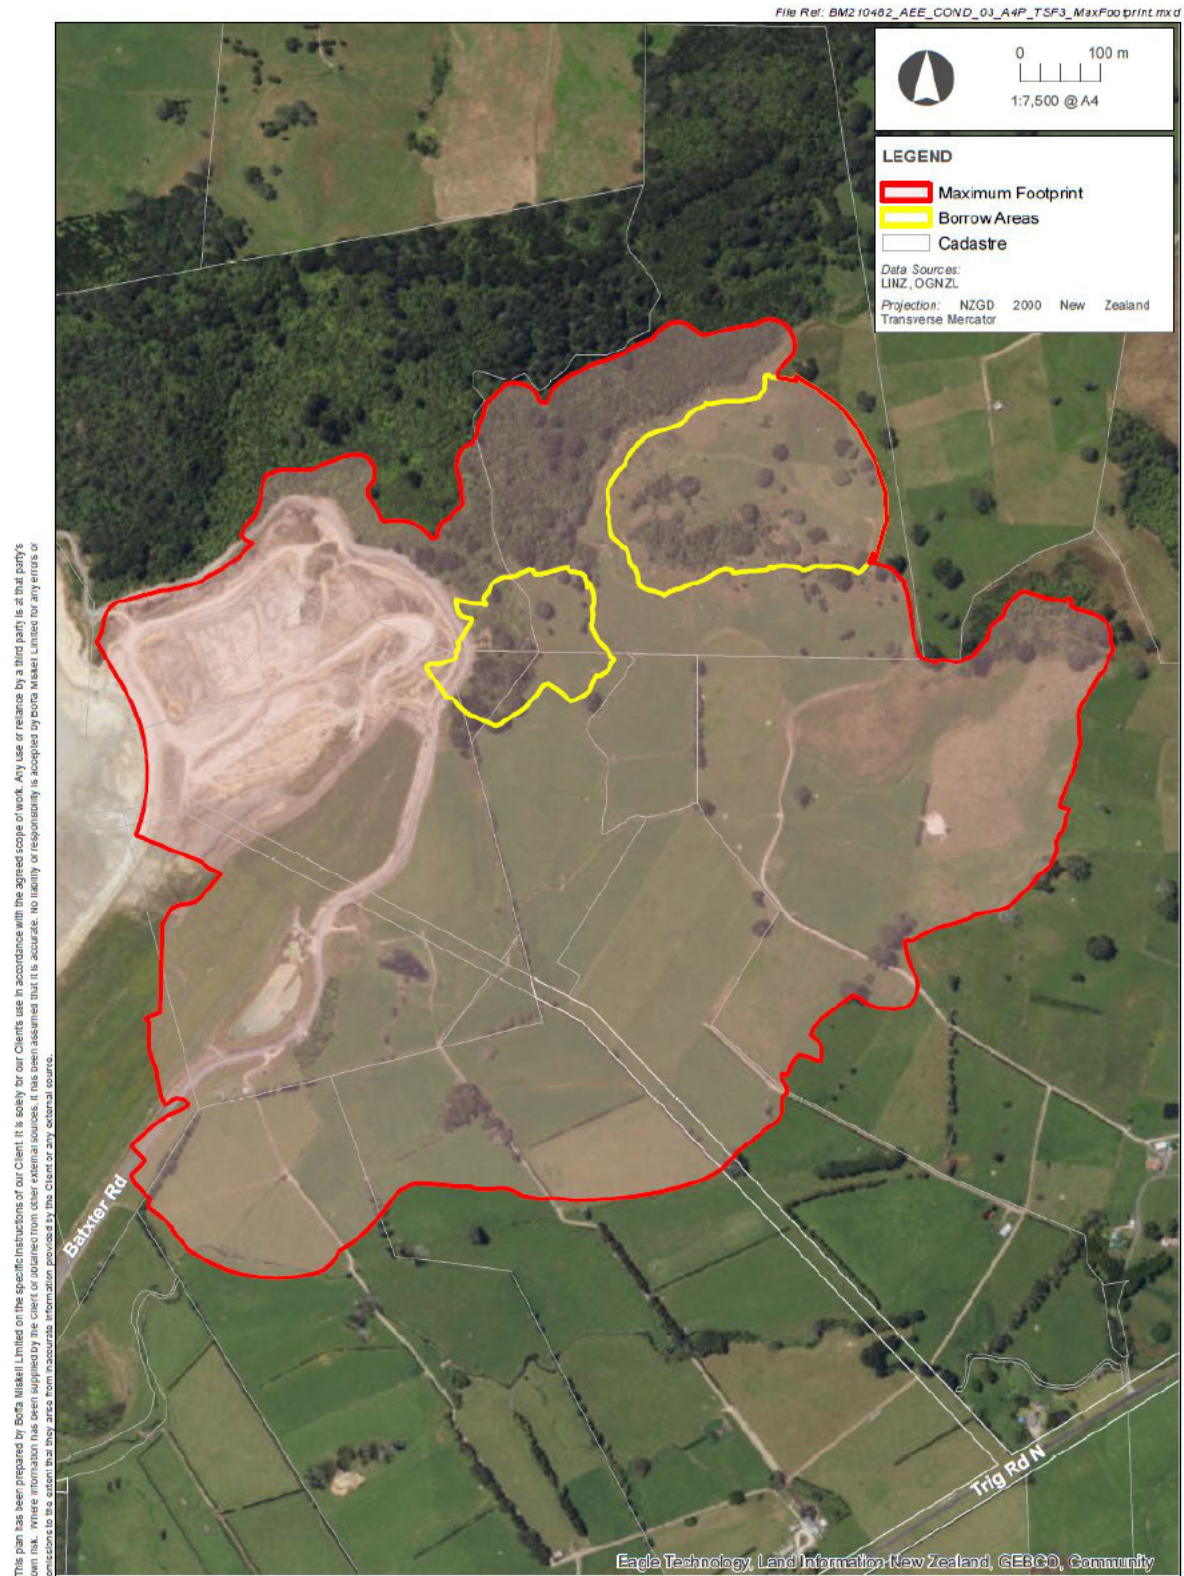 File Ref: BM210482_AEE_COND_03_A4P_TSF3_MaxFootprint.mxd
0 100 m
1:7,500 @ A4
LEGEND
Maximum Footprint
Borrow Areas
Cadastre
Data Sources:
LINZ, OGNZL
Projection: NZGD 2000 New Zealand
Transverse Mercator
This plan has been prepared by Boffa Miskell Limited on the specific instructions of our Client. It is solely for our Client's use in accordance with the agreed scope of work. Any use or reliance by a third party is at that party's
own risk. Where information has been supplied by the Client or obtained from other external sources, it has been assumed that it is accurate. No liability or responsibility is accepted by Boffa Miskell Limited for any errors or
omissions to the extent that they arise from inaccurate information provided by the Client or any external source.
Batxter Rd
Trig Rd N
Eagle Technology, Land Information New Zealand, GEBCO, Community